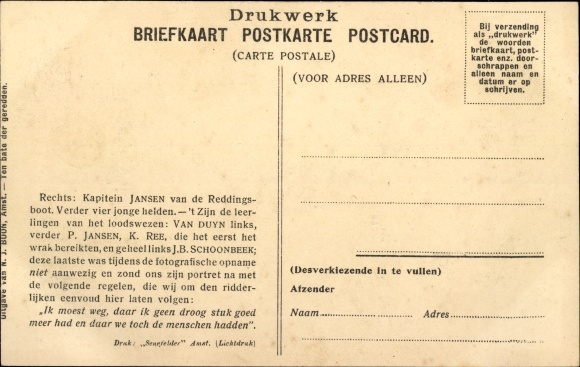 Drukwerk
BRIEFKAART POSTKARTE POSTCARD.
(CARTE POSTALE)
(VOOR ADRES ALLEEN)
Bij verzending
als „drukwerk”
de woorden
briefkaart, post-
karte enz. door-
schrappen en
alleen naam en
datum er op
schrijven.
Uitgave van H. J. BOON, Amst. — Ten bate der geredden.
Rechts: Kapitein JANSEN van de Reddings-
boot. Verder vier jonge helden. — 't Zijn de leer-
lingen van het loodswezen: VAN DUYN links,
verder P. JANSEN, K. REE, die het eerst het
wrak bereikten, en geheel links J.B. SCHOONBEEK;
deze laatste was tijdens de fotografische opname
niet aanwezig en zond ons zijn portret na met
de volgende regelen, die wij om den ridder-
lijken eenvoud hier laten volgen:
„Ik moest weg, daar ik geen droog stuk goed
meer had en daar we toch de menschen hadden”.
Druk: „Senefelder” Amst. (Lichtdruk)
(Desverkiezende in te vullen)
Afzender
Naam Adres